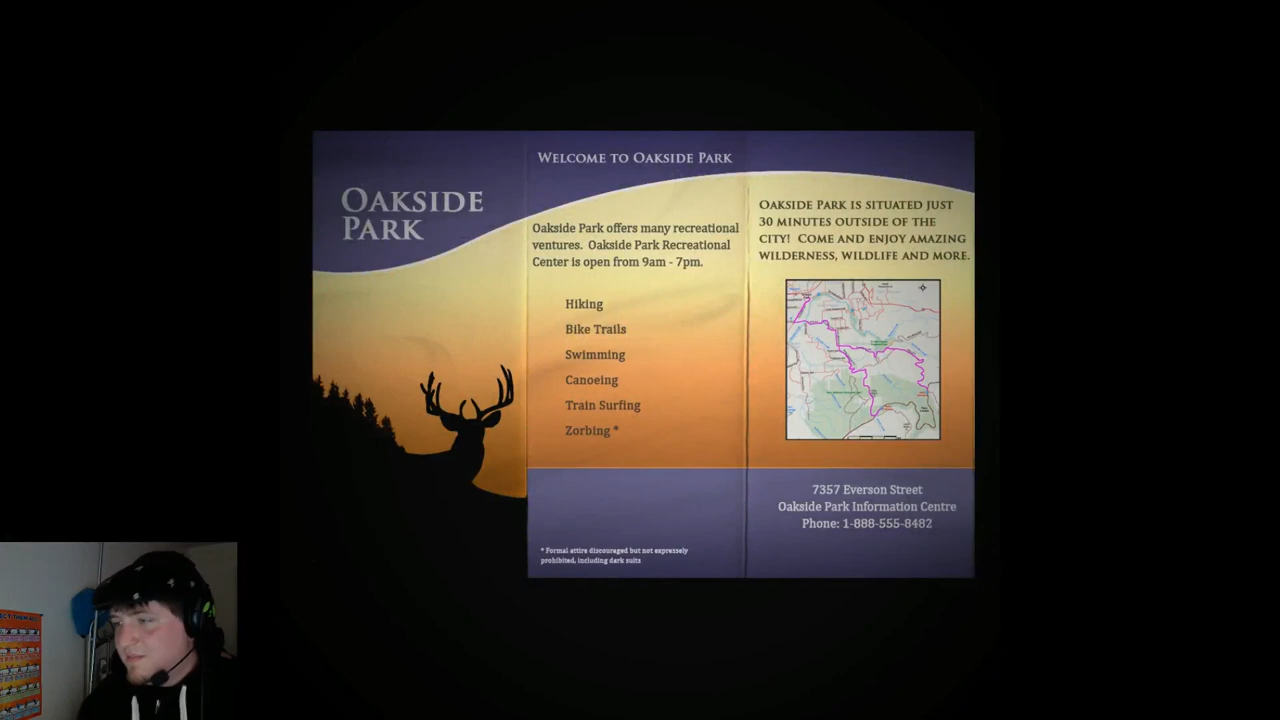 Oakside
Park
Welcome to Oakside Park
Oakside Park offers many recreational
ventures. Oakside Park Recreational
Center is open from 9am - 7pm.
Hiking
Bike Trails
Swimming
Canoeing
Train Surfing
Zorbing *
* Formal attire discouraged but not expressely
prohibited, including dark suits
Oakside Park is situated just
30 minutes outside of the
city! Come and enjoy amazing
wilderness, wildlife and more.
7357 Everson Street
Oakside Park Information Centre
Phone: 1-888-555-8482